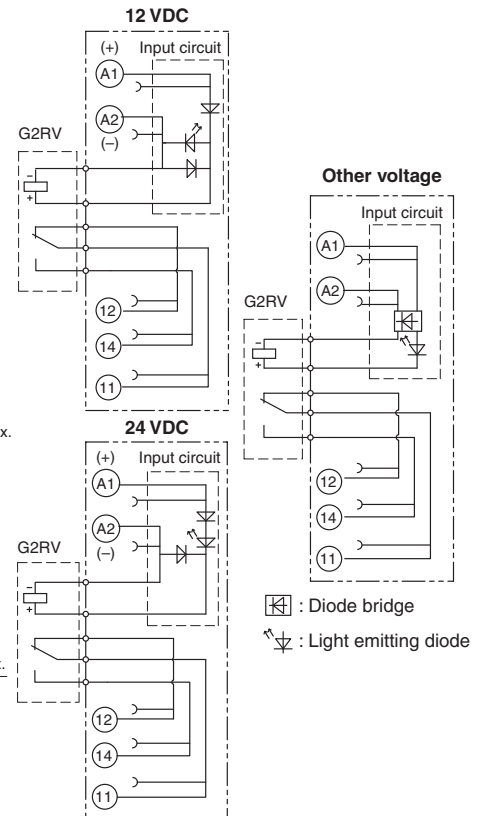 12 VDC
(+) Input circuit
A1
A2
(–)
G2RV
–
+
12
14
11
24 VDC
(+) Input circuit
A1
A2
(–)
G2RV
–
+
12
14
11
Other voltage
Input circuit
A1
A2
G2RV
–
+
12
14
11
: Diode bridge
: Light emitting diode
x.